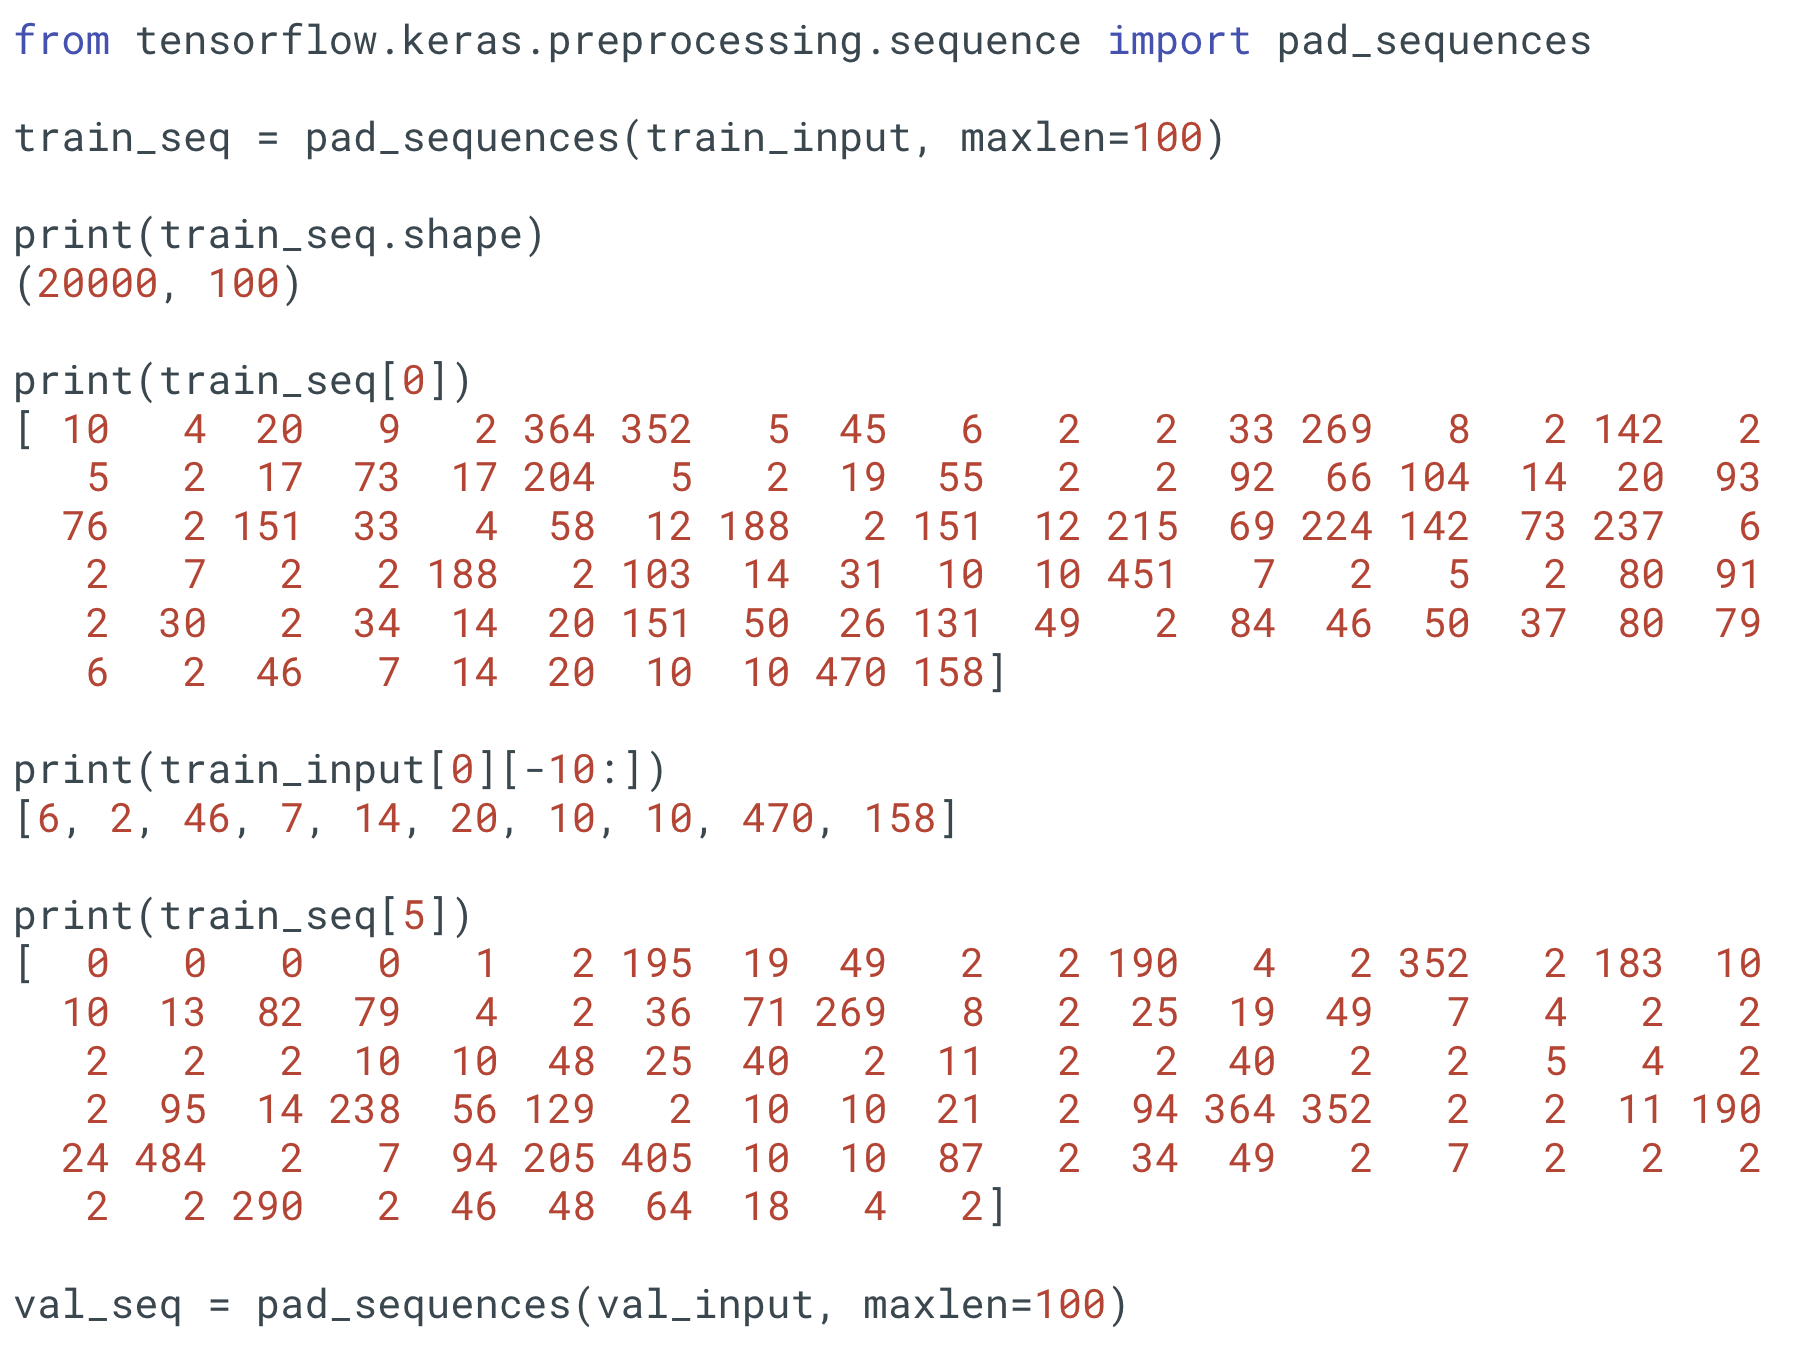 from tensorflow.keras.preprocessing.sequence import pad_sequences
train_seq = pad_sequences(train_input, maxlen=100)
print(train_seq.shape)
(20000, 100)
print(train_seq[0])
[ 10   4  20   9   2 364 352   5  45   6   2   2  33 269   8   2 142   2
   5   2  17  73  17 204   5   2  19  55   2   2  92  66 104  14  20  93
  76   2 151  33   4  58  12 188   2 151  12 215  69 224 142  73 237   6
   2   7   2   2 188   2 103  14  31  10  10 451   7   2   5   2  80  91
   2  30   2  34  14  20 151  50  26 131  49   2  84  46  50  37  80  79
   6   2  46   7  14  20  10  10 470 158]
print(train_input[0][-10:])
[6, 2, 46, 7, 14, 20, 10, 10, 470, 158]
print(train_seq[5])
[  0   0   0   0   1   2 195  19  49   2   2 190   4   2 352   2 183  10
  10  13  82  79   4   2  36  71 269   8   2  25  19  49   7   4   2   2
   2   2   2  10  10  48  25  40   2  11   2   2  40   2   2   5   4   2
   2  95  14 238  56 129   2  10  10  21   2  94 364 352   2   2  11 190
  24 484   2   7  94 205 405  10  10  87   2  34  49   2   7   2   2   2
   2   2 290   2  46  48  64  18   4   2]
val_seq = pad_sequences(val_input, maxlen=100)